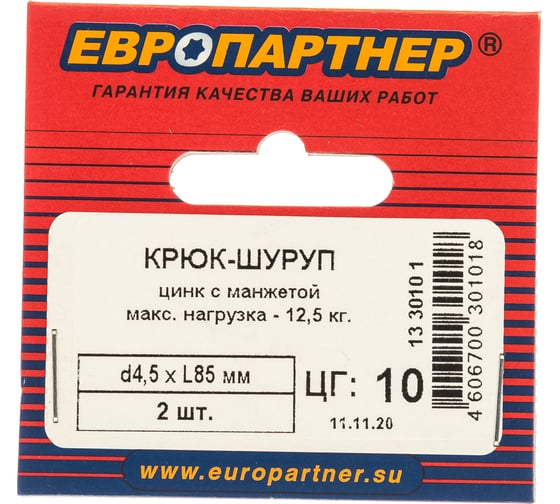 ЕВРОПАРТНЕР®
ГАРАНТИЯ КАЧЕСТВА ВАШИХ РАБОТ
КРЮК-ШУРУП
цинк с манжетой
макс. нагрузка - 12,5 кг.
d4,5 x L85 мм
2 шт.
ЦГ: 10
11.11.20
13 3010 1
4 606700 301018
www.europartner.su